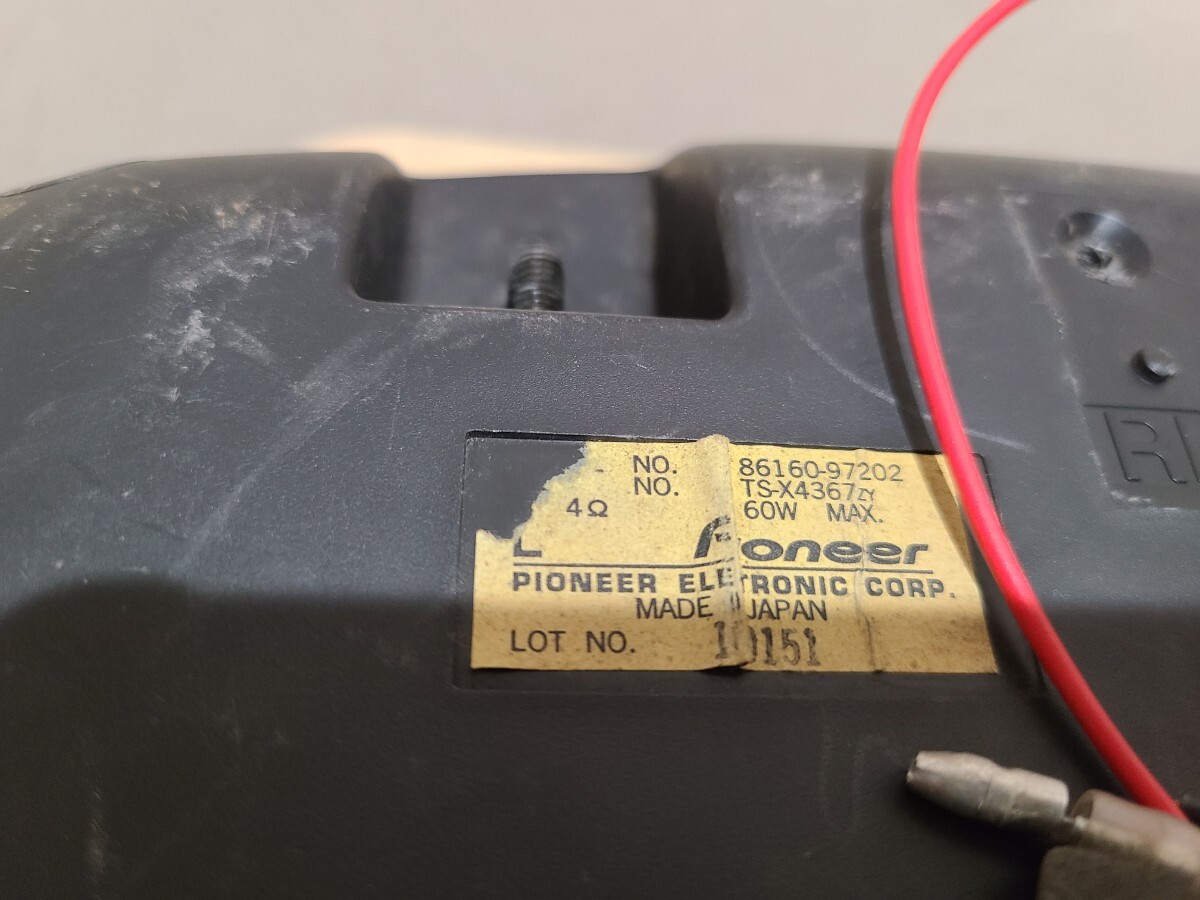 NO. 86160-97202
NO. TS-X4367ZY
4Ω 60W MAX.
L Pioneer
PIONEER ELECTRONIC CORP.
MADE JAPAN
LOT NO. 10151
R